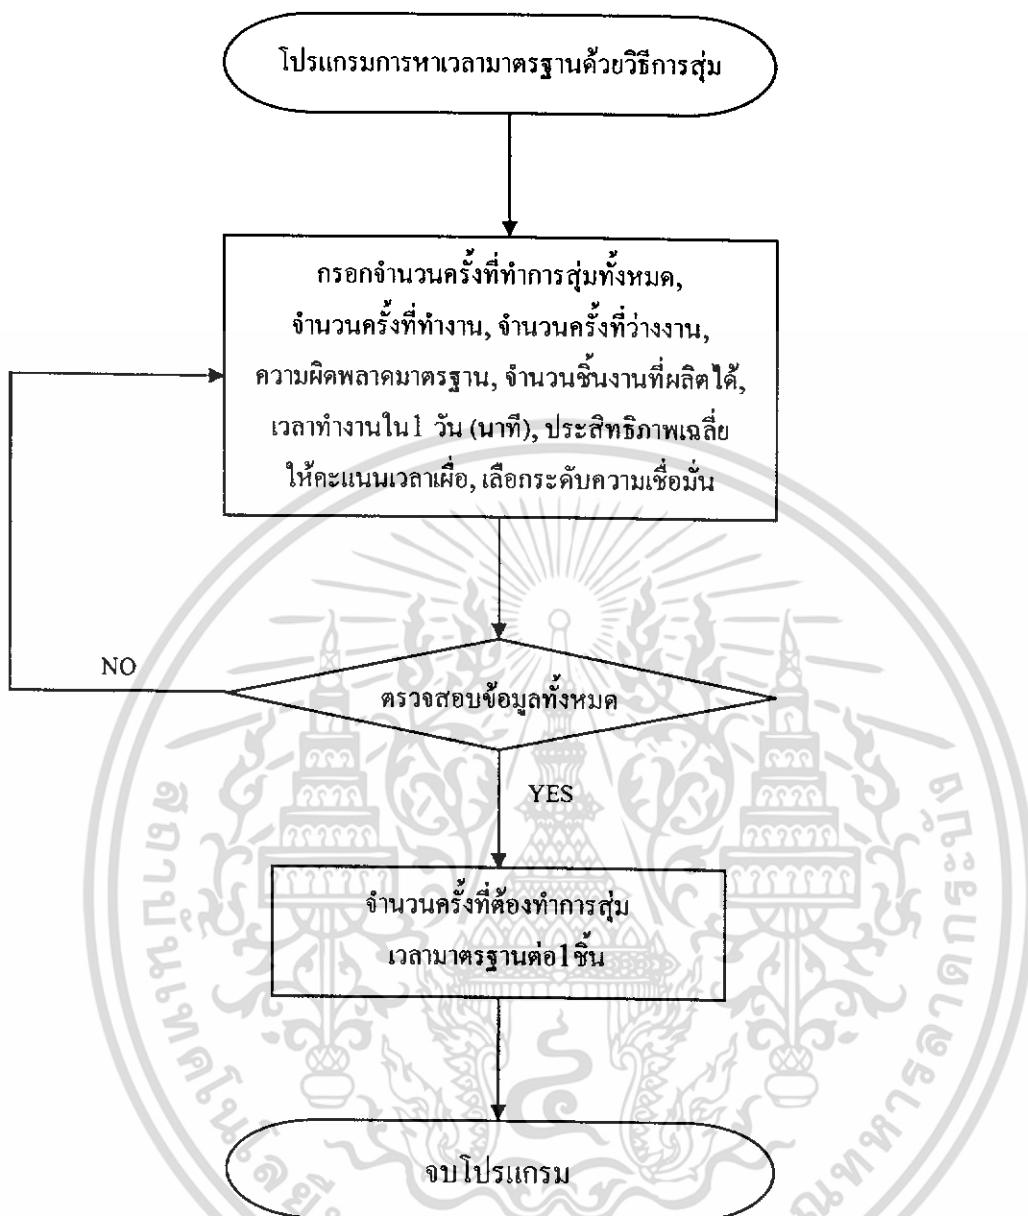 โปรแกรมการหาเวลามาตรฐานด้วยวิธีการสุ่ม
กรอกจำนวนครั้งที่ทำการสุ่มทั้งหมด,
จำนวนครั้งที่ทำงาน, จำนวนครั้งที่ว่างงาน,
ความผิดพลาดมาตรฐาน, จำนวนชิ้นงานที่ผลิตได้,
เวลาทำงานใน 1 วัน (นาที), ประสิทธิภาพเฉลี่ย
ให้คะแนนเวลาเผื่อ, เลือกระดับความเชื่อมั่น
NO
ตรวจสอบข้อมูลทั้งหมด
YES
จำนวนครั้งที่ต้องทำการสุ่ม
เวลามาตรฐานต่อ 1 ชิ้น
จบโปรแกรม